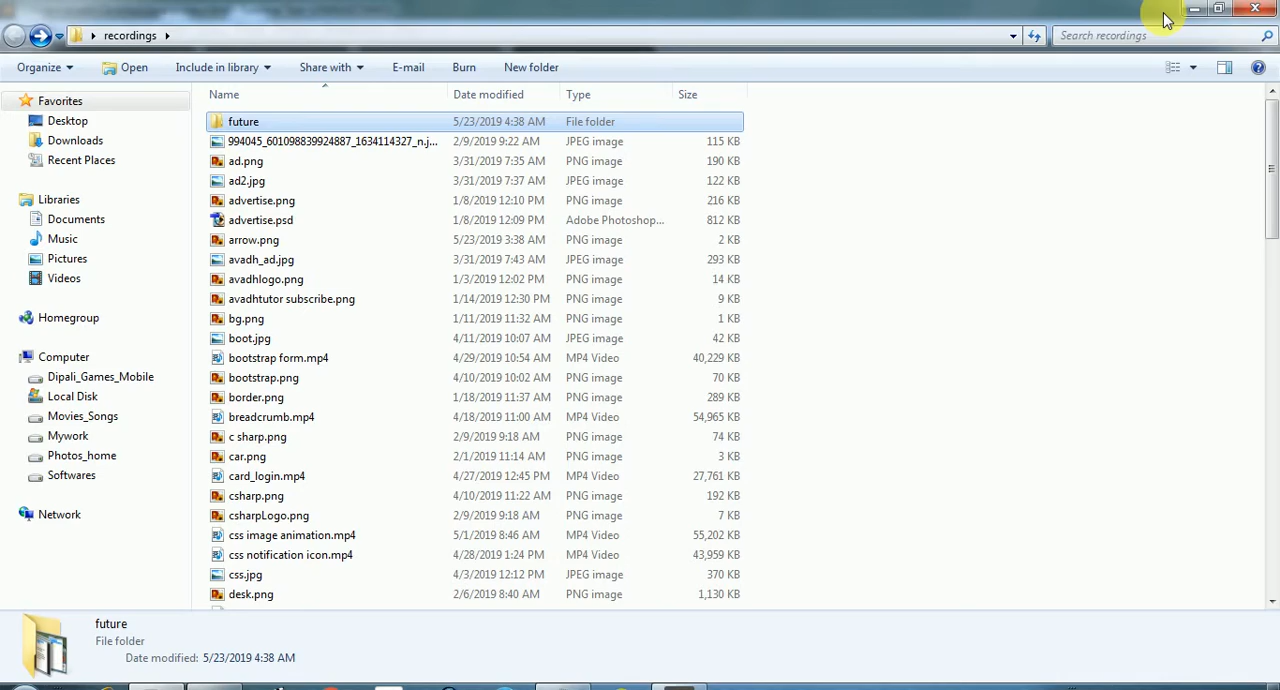 recordings
Search recordings
Organize Open Include in library Share with E-mail Burn New folder
Favorites
Desktop
Downloads
Recent Places
Libraries
Documents
Music
Pictures
Videos
Homegroup
Computer
Dipali_Games_Mobile
Local Disk
Movies_Songs
Mywork
Photos_home
Softwares
Network
Name Date modified Type Size
future 5/23/2019 4:38 AM File folder
994045_601098839924887_1634114327_n.j... 2/9/2019 9:22 AM JPEG image 115 KB
ad.png 3/31/2019 7:35 AM PNG image 190 KB
ad2.jpg 3/31/2019 7:37 AM JPEG image 122 KB
advertise.png 1/8/2019 12:10 PM PNG image 216 KB
advertise.psd 1/8/2019 12:09 PM Adobe Photoshop... 812 KB
arrow.png 5/23/2019 3:38 AM PNG image 2 KB
avadh_ad.jpg 3/31/2019 7:43 AM JPEG image 293 KB
avadhlogo.png 1/3/2019 12:02 PM PNG image 14 KB
avadhtutor subscribe.png 1/14/2019 12:30 PM PNG image 9 KB
bg.png 1/11/2019 11:32 AM PNG image 1 KB
boot.jpg 4/11/2019 10:07 AM JPEG image 42 KB
bootstrap form.mp4 4/29/2019 10:54 AM MP4 Video 40,229 KB
bootstrap.png 4/10/2019 10:02 AM PNG image 70 KB
border.png 1/18/2019 11:37 AM PNG image 289 KB
breadcrumb.mp4 4/18/2019 11:00 AM MP4 Video 54,965 KB
c sharp.png 2/9/2019 9:18 AM PNG image 74 KB
car.png 2/1/2019 11:14 AM PNG image 3 KB
card_login.mp4 4/27/2019 12:45 PM MP4 Video 27,761 KB
csharp.png 4/10/2019 11:22 AM PNG image 192 KB
csharpLogo.png 2/9/2019 9:18 AM PNG image 7 KB
css image animation.mp4 5/1/2019 8:46 AM MP4 Video 55,202 KB
css notification icon.mp4 4/28/2019 1:24 PM MP4 Video 43,959 KB
css.jpg 4/3/2019 12:12 PM JPEG image 370 KB
desk.png 2/6/2019 8:40 AM PNG image 1,130 KB
future
File folder
Date modified: 5/23/2019 4:38 AM